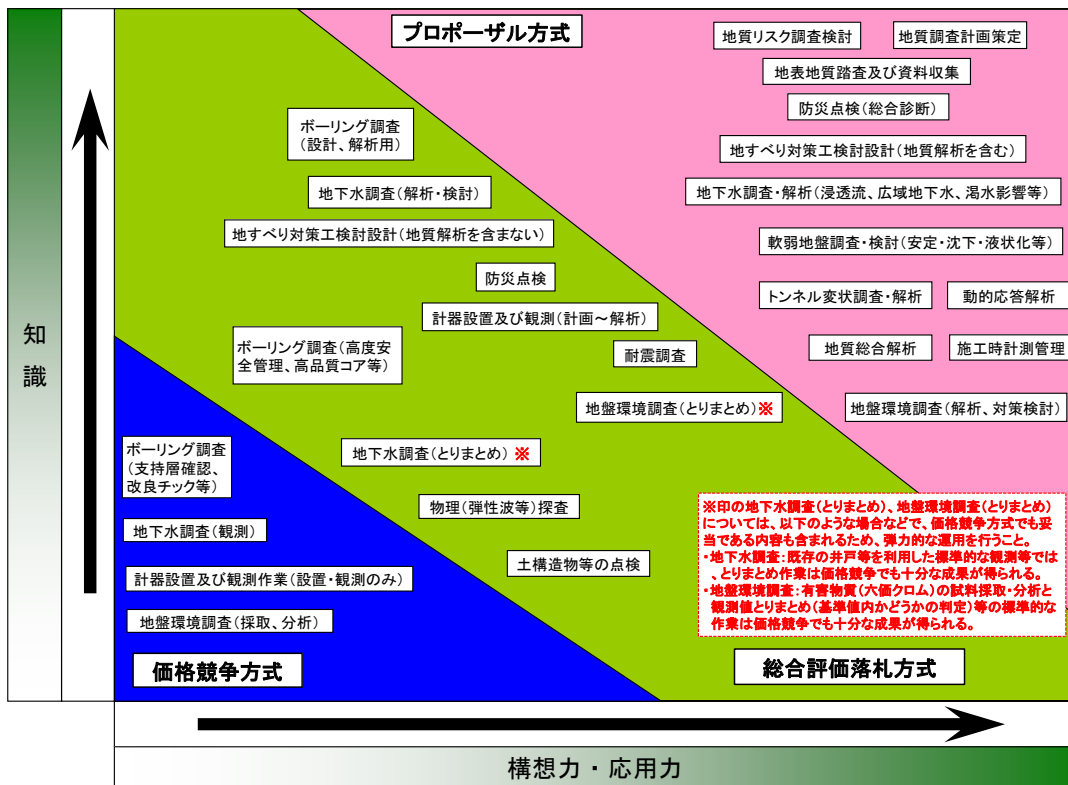 プロポーザル方式
地質リスク調査検討
地質調査計画策定
地表地質踏査及び資料収集
防災点検(総合診断)
地すべり対策工検討設計(地質解析を含む)
地下水調査・解析(浸透流、広域地下水、渇水影響等)
軟弱地盤調査・検討(安定・沈下・液状化等)
トンネル変状調査・解析
動的応答解析
地質総合解析
施工時計測管理
地盤環境調査(解析、対策検討)
ボーリング調査
(設計、解析用)
地下水調査(解析・検討)
地すべり対策工検討設計(地質解析を含まない)
防災点検
計器設置及び観測(計画～解析)
ボーリング調査(高度安
全管理、高品質コア等)
耐震調査
地盤環境調査(とりまとめ)※
地下水調査(とりまとめ) ※
物理(弾性波等)探査
土構造物等の点検
ボーリング調査
(支持層確認、
改良チック等)
地下水調査(観測)
計器設置及び観測作業(設置・観測のみ)
地盤環境調査(採取、分析)
価格競争方式
※印の地下水調査(とりまとめ)、地盤環境調査(とりまとめ)
については、以下のような場合などで、価格競争方式でも妥
当である内容も含まれるため、弾力的な運用を行うこと。
・地下水調査:既存の井戸等を利用した標準的な観測等では
、とりまとめ作業は価格競争でも十分な成果が得られる。
・地盤環境調査:有害物質(六価クロム)の試料採取・分析と
観測値とりまとめ(基準値内かどうかの判定)等の標準的な
作業は価格競争でも十分な成果が得られる。
総合評価落札方式
知
識
構想力・応用力